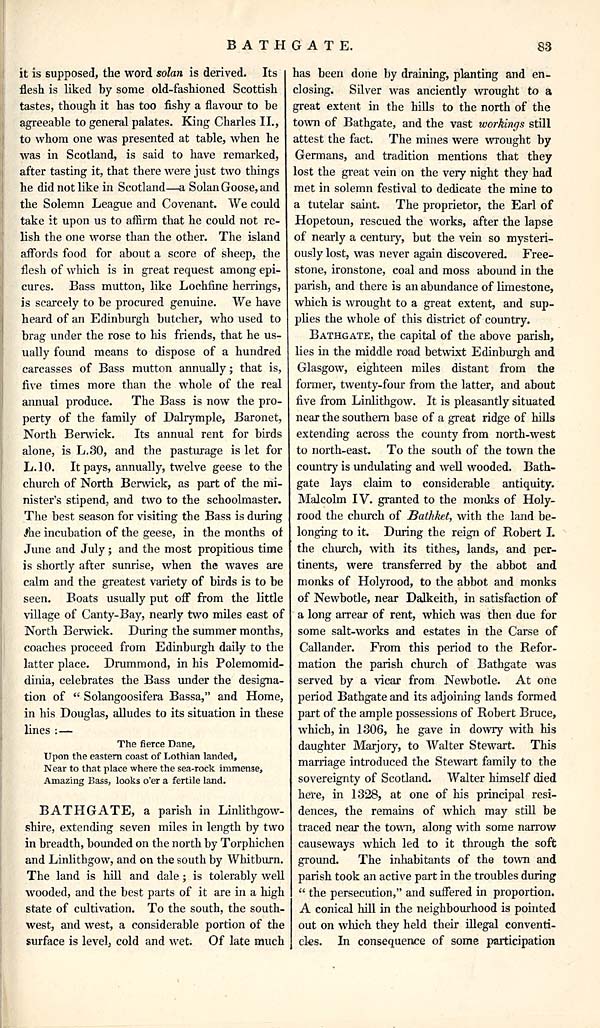 BATHGATE. 83
it is supposed, the word solan is derived. Its
flesh is liked by some old-fashioned Scottish
tastes, though it has too fishy a flavour to be
agreeable to general palates. King Charles II.,
to whom one was presented at table, when he
was in Scotland, is said to have remarked,
after tasting it, that there were just two things
he did not like in Scotland—a Solan Goose, and
the Solemn League and Covenant. We could
take it upon us to affirm that he could not re-
lish the one worse than the other. The island
affords food for about a score of sheep, the
flesh of which is in great request among epi-
cures. Bass mutton, like Lochfine herrings,
is scarcely to be procured genuine. We have
heard of an Edinburgh butcher, who used to
brag under the rose to his friends, that he us-
ually found means to dispose of a hundred
carcasses of Bass mutton annually; that is,
five times more than the whole of the real
annual produce. The Bass is now the pro-
perty of the family of Dalrymple, Baronet,
North Berwick. Its annual rent for birds
alone, is L.30, and the pasturage is let for
L.10. It pays, annually, twelve geese to the
church of North Berwick, as part of the mi-
nister's stipend, and two to the schoolmaster.
The best season for visiting the Bass is during
the incubation of the geese, in the months of
June and July; and the most propitious time
is shortly after sunrise, when the waves are
calm and the greatest variety of birds is to be
seen. Boats usually put off from the little
village of Canty-Bay, nearly two miles east of
North Berwick. During the summer months,
coaches proceed from Edinburgh daily to the
latter place. Drummond, in his Polemomid-
dinia, celebrates the Bass under the designa-
tion of "Solangoosifera Bassa," and Home,
in his Douglas, alludes to its situation in these
lines :—
The fierce Dane,
Upon the eastern coast of Lothian landed,
Near to that place where the sea-rock immense,
Amazing Bass, looks o'er a fertile land.
BATHGATE, a parish in Linlithgow-
shire, extending seven miles in length by two
in breadth, bounded on the north by Torphichen
and Linlithgow, and on the south by Whitburn.
The land is hill and dale; is tolerably well
wooded, and the best parts of it are in a high
state of cultivation. To the south, the south-
west, and west, a considerable portion of the
surface is level, cold and wet. Of late much
has been done by draining, planting and en-
closing. Silver was anciently wrought to a
great extent in the hills to the north of the
town of Bathgate, and the vast workings still
attest the fact. The mines were wrought by
Germans, and tradition mentions that they
lost the great vein on the very night they had
met in solemn festival to dedicate the mine to
a tutelar saint. The proprietor, the Earl of
Hopetoun, rescued the works, after the lapse
of nearly a century, but the vein so mysteri-
ously lost, was never again discovered. Free-
stone, ironstone, coal and moss abound in the
parish, and there is an abundance of limestone,
which is wrought to a great extent, and sup-
plies the whole of this district of country.
BATHGATE, the capital of the above parish,
lies in the middle road betwixt Edinburgh and
Glasgow, eighteen miles distant from the
former, twenty-four from the latter, and about
five from Linlithgow. It is pleasantly situated
near the southern base of a great ridge of hills
extending across the county from north-west
to north-east. To the south of the town the
country is undulating and well wooded. Bath-
gate lays claim to considerable antiquity.
Malcolm IV. granted to the monks of Holy-
rood the church of Bathket, with the land be-
longing to it. During the reign of Robert I.
the church, with its tithes, lands, and per-
tinents, were transferred by the abbot and
monks of Holyrood, to the abbot and monks
of Newbotle, near Dalkeith, in satisfaction of
a long arrear of rent, which was then due for
some salt-works and estates in the Carse of
Callander. From this period to the Refor-
mation the parish church of Bathgate was
served by a vicar from Newbotle. At one
period Bathgate and its adjoining lands formed
part of the ample possessions of Robert Bruce,
which, in 1306, he gave in dowry with his
daughter Marjory, to Walter Stewart. This
marriage introduced the Stewart family to the
sovereignty of Scotland. Walter himself died
here, in 1328, at one of his principal resi-
dences, the remains of which may still be
traced near the town, along with some narrow
causeways which led to it through the soft
ground. The inhabitants of the town and
parish took an active part in the troubles during
"the persecution," and suffered in proportion.
A conical hill in the neighbourhood is pointed
out on which they held their illegal conventi-
cles. In consequence of some participation